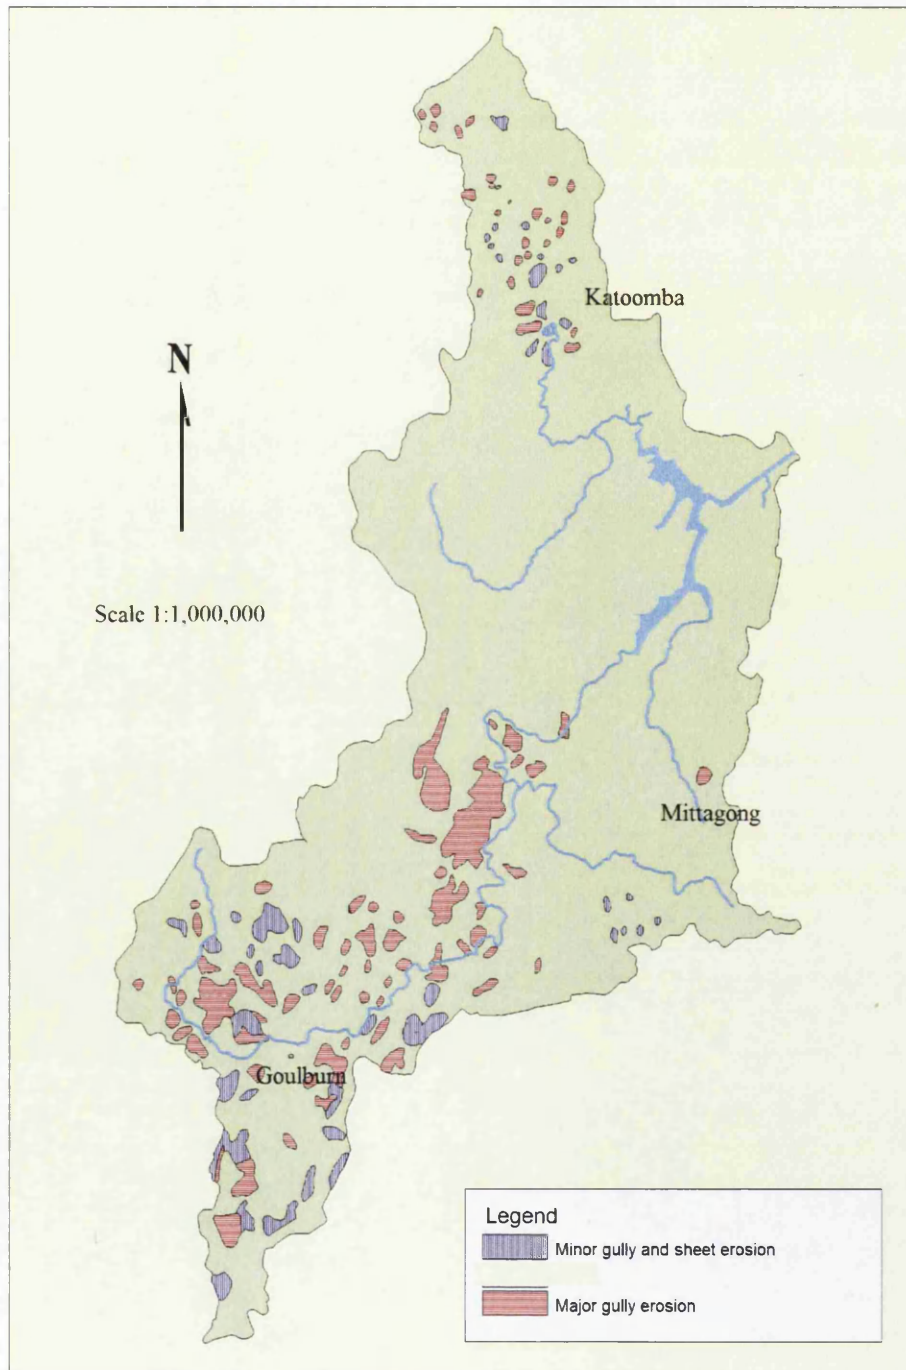 Katoomba
N
Scale 1:1,000,000
Mittagong
Goulburn
Legend
Minor gully and sheet erosion
Major gully erosion